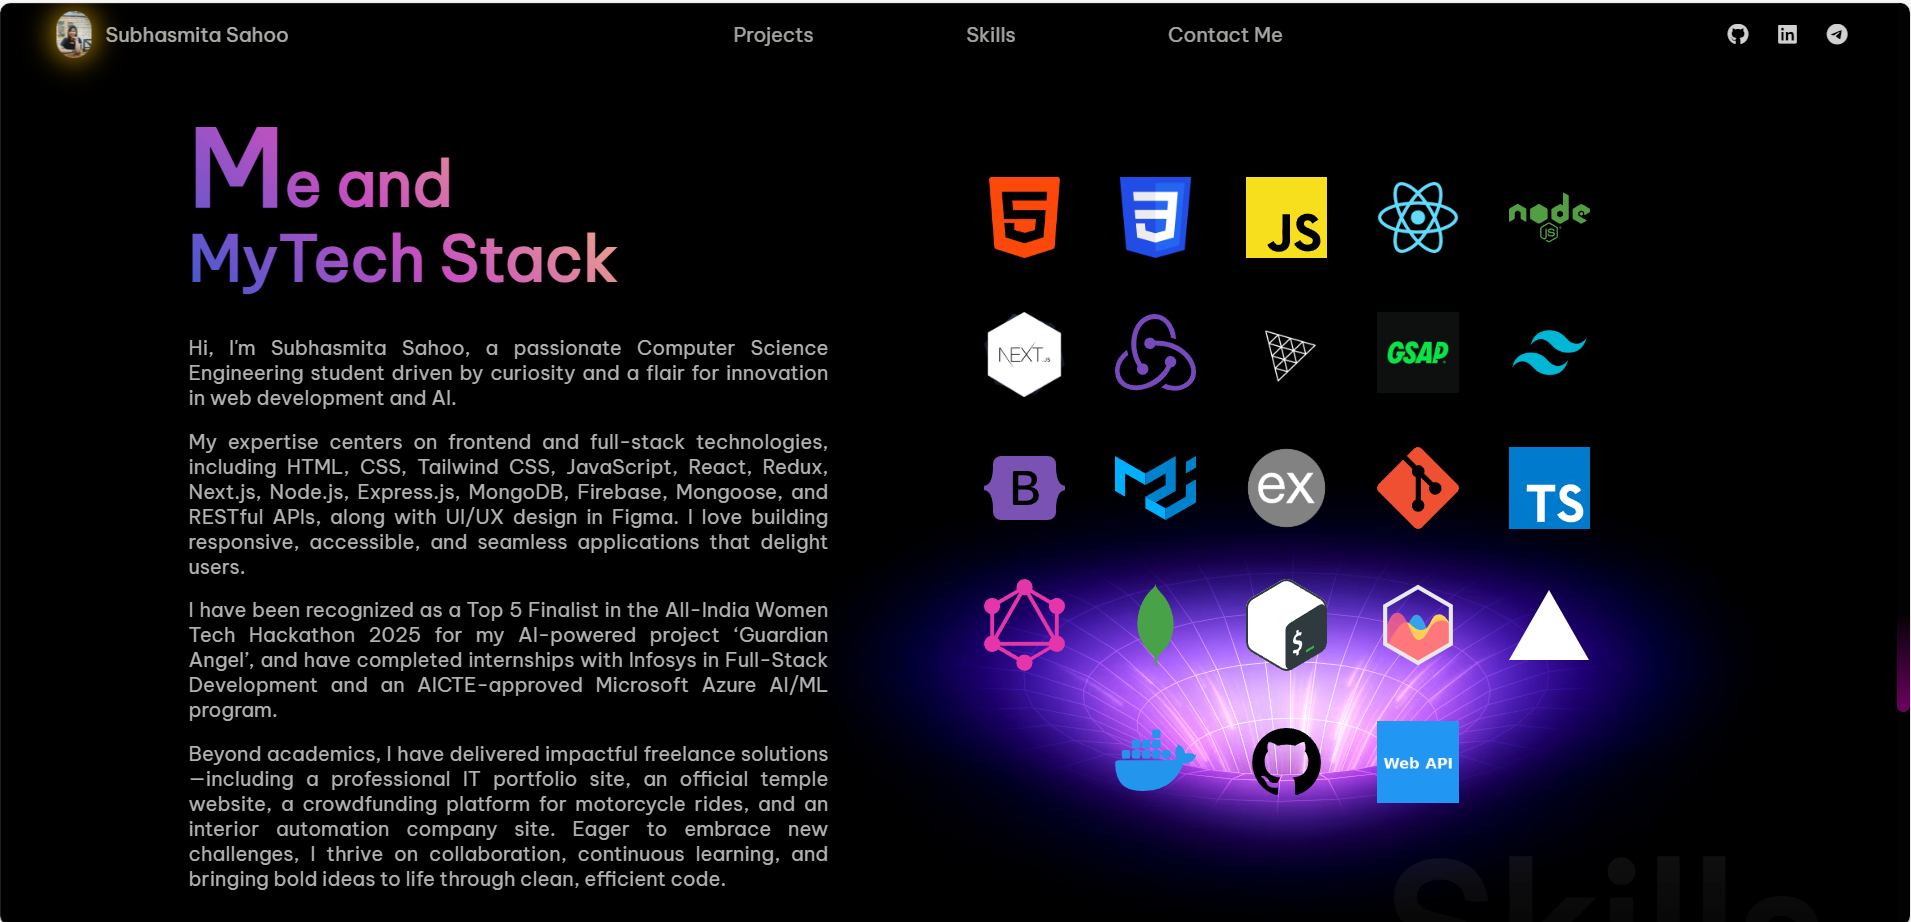 Subhasmita Sahoo
Projects
Skills
Contact Me
in
Me and
MyTech Stack
Hi, I'm Subhasmita Sahoo, a passionate Computer Science
Engineering student driven by curiosity and a flair for innovation
in web development and AI.
My expertise centers on frontend and full-stack technologies,
including HTML, CSS, Tailwind CSS, JavaScript, React, Redux,
Next.js, Node.js, Express.js, MongoDB, Firebase, Mongoose, and
RESTful APIs, along with UI/UX design in Figma. I love building
responsive, accessible, and seamless applications that delight
users.
I have been recognized as a Top 5 Finalist in the All-India Women
Tech Hackathon 2025 for my AI-powered project ‘Guardian
Angel’, and have completed internships with Infosys in Full-Stack
Development and an AICTE-approved Microsoft Azure AI/ML
program.
Beyond academics, I have delivered impactful freelance solutions
—including a professional IT portfolio site, an official temple
website, a crowdfunding platform for motorcycle rides, and an
interior automation company site. Eager to embrace new
challenges, I thrive on collaboration, continuous learning, and
bringing bold ideas to life through clean, efficient code.
5
3
JS
node
JS
NEXT.JS
GSAP
B
ex
TS
$_
Web API
Skills